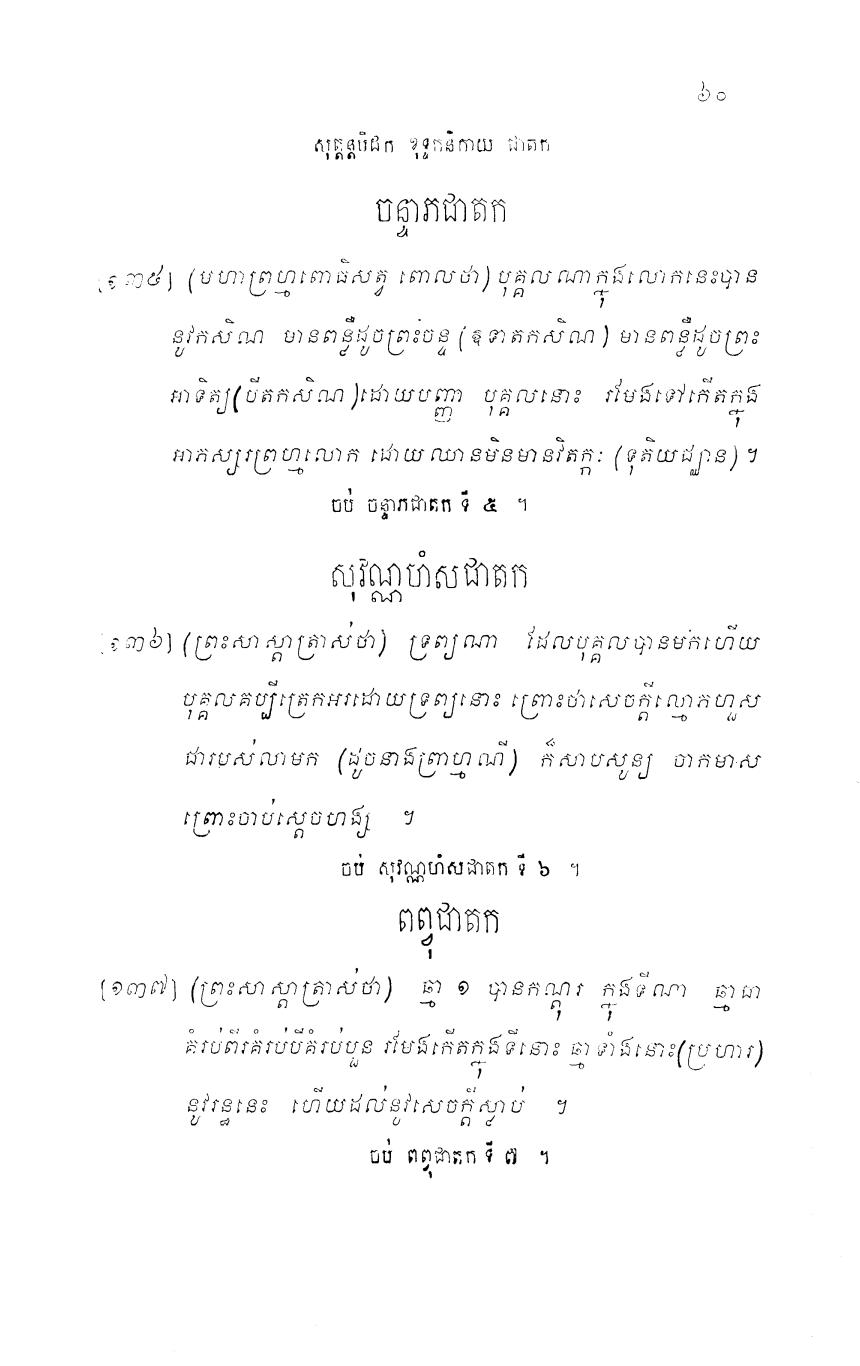 ៦០
សុត្តន្តបិដក ខុទ្ទកនិកាយ ជាតក
ចន្ទាភជាតក
[១៣៥] (មហាព្រហ្មពោធិសត្វ ពោលថា) បុគ្គលណាក្នុងលោកនេះបាន
នូវកសិណ មានពន្លឺដូចព្រះចន្ទ (ឱទាតកសិណ) មានពន្លឺដូចព្រះ
អាទិត្យ(បីតកសិណ)ដោយបញ្ញា បុគ្គលនោះ រមែងទៅកើតក្នុង
អាភស្សរព្រហ្មលោក ដោយឈានមិនមានវិតក្កៈ (ទុតិយជ្ឈាន) ។
ចប់ ចន្ទាភជាតក ទី ៥ ។
សុវណ្ណហំសជាតក
[១៣៦] (ព្រះសាស្តាត្រាស់ថា) ទ្រព្យណា ដែលបុគ្គលបានមកហើយ
បុគ្គលគប្បីត្រេកអរដោយទ្រព្យនោះ ព្រោះថាសេចក្តីល្មោភហួស
ជារបស់លាមក (ដូចនាងព្រាហ្មណី) ក៏សាបសូន្យ ចាកមាស
ព្រោះចាប់ស្តេចហង្ស ។
ចប់ សុវណ្ណហំសជាតក ទី ៦ ។
ពព្វុជាតក
[១៣៧] (ព្រះសាស្តាត្រាស់ថា) ឆ្មា ១ បានកណ្តុរ ក្នុងទីណា ឆ្មាជា
គំរប់ពីរគំរប់បីគំរប់បួន រមែងកើតក្នុងទីនោះ ឆ្មាទាំងនោះ(ប្រហារ)
នូវរន្ធនេះ ហើយដល់នូវសេចក្តីស្លាប់ ។
ចប់ ពព្វុជាតក ទី ៧ ។